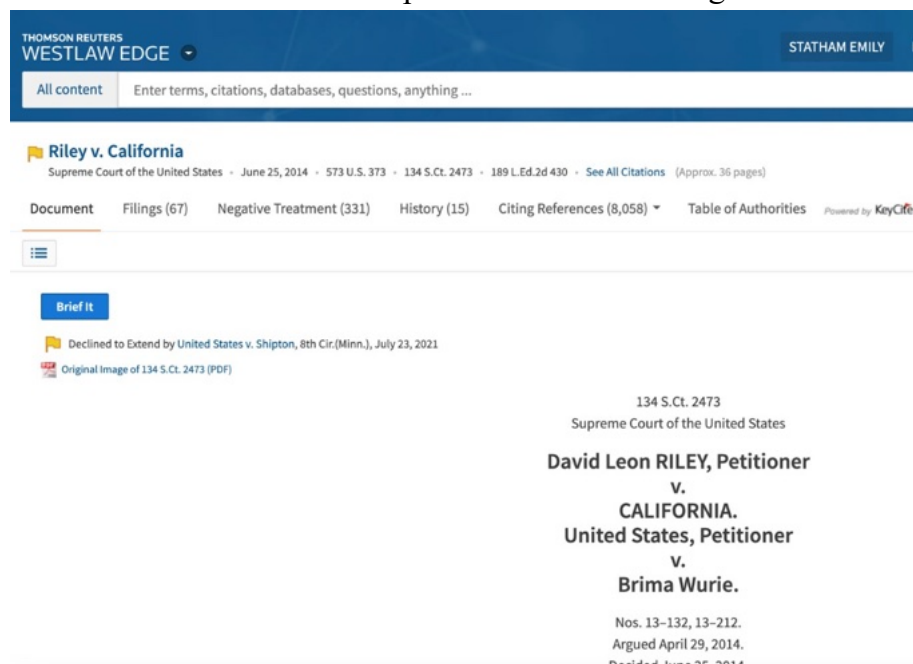 THOMSON REUTERS
WESTLAW EDGE
STATHAM EMILY
All content Enter terms, citations, databases, questions, anything ...
Riley v. California
Supreme Court of the United States - June 25, 2014 - 573 U.S. 373 - 134 S.Ct. 2473 - 189 L.Ed.2d 430 - See All Citations (Approx. 36 pages)
Document Filings (67) Negative Treatment (331) History (15) Citing References (8,058) Table of Authorities Powered by KeyCite
Brief It
Declined to Extend by United States v. Shipton, 8th Cir.(Minn.), July 23, 2021
Original Image of 134 S.Ct. 2473 (PDF)
134 S.Ct. 2473
Supreme Court of the United States
David Leon RILEY, Petitioner
v.
CALIFORNIA.
United States, Petitioner
v.
Brima Wurie.
Nos. 13–132, 13–212.
Argued April 29, 2014.
Decided June 25, 2014